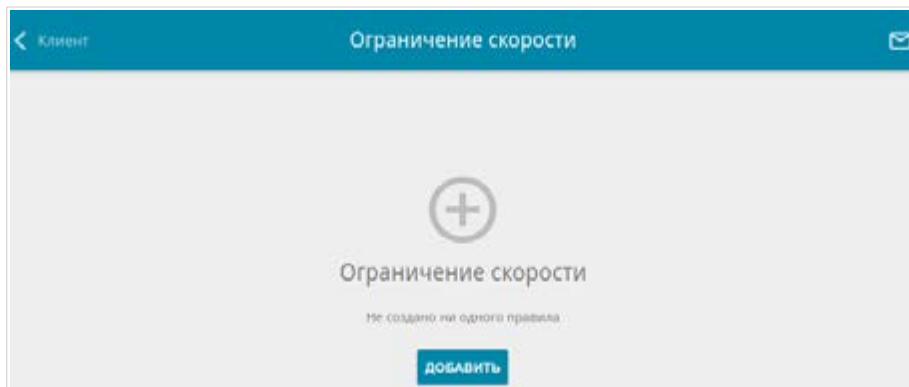 Клиент
Ограничение скорости
Ограничение скорости
Не создано ни одного правила
ДОБАВИТЬ